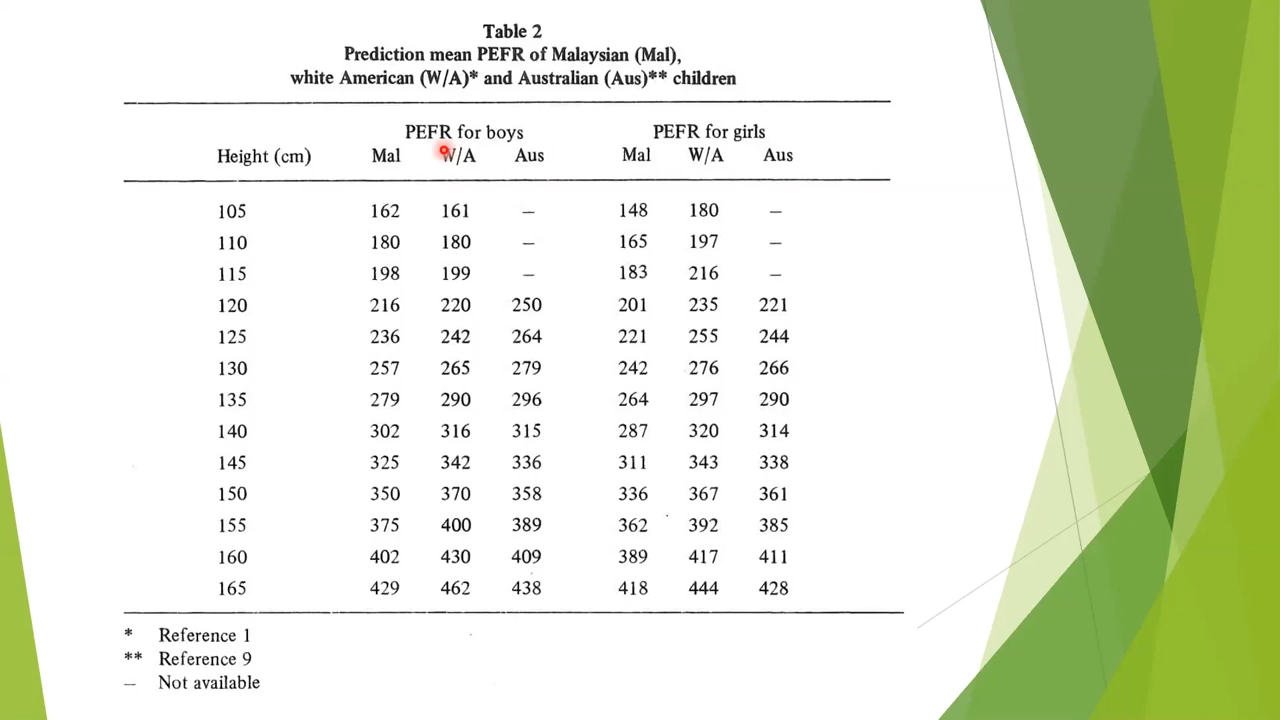 Table 2
Prediction mean PEFR of Malaysian (Mal),
white American (W/A)* and Australian (Aus)** children
PEFR for boys PEFR for girls
Height (cm) Mal W/A Aus Mal W/A Aus
105 162 161 – 148 180 –
110 180 180 – 165 197 –
115 198 199 – 183 216 –
120 216 220 250 201 235 221
125 236 242 264 221 255 244
130 257 265 279 242 276 266
135 279 290 296 264 297 290
140 302 316 315 287 320 314
145 325 342 336 311 343 338
150 350 370 358 336 367 361
155 375 400 389 362 392 385
160 402 430 409 389 417 411
165 429 462 438 418 444 428
* Reference 1
** Reference 9
– Not available